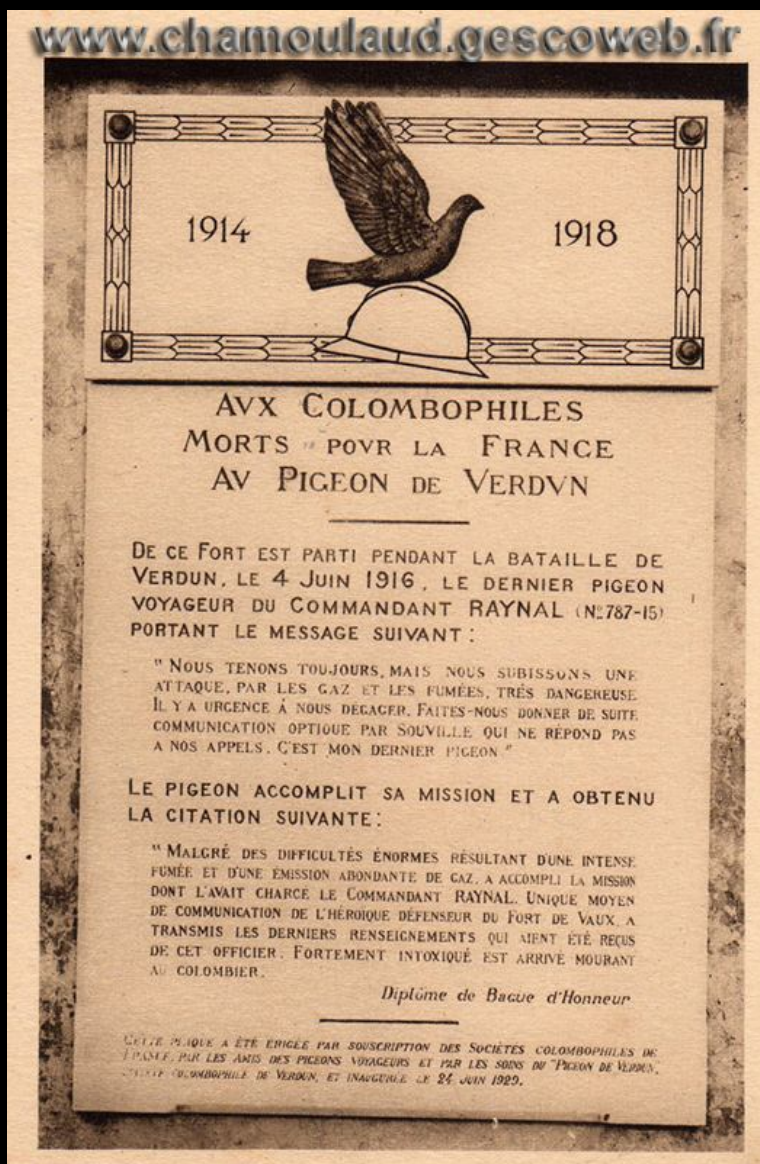 www.chamoulaud.gescoweb.fr
1914 1918
AVX COLOMBOPHILES
MORTS POVR LA FRANCE
AV PIGEON DE VERDVN
DE CE FORT EST PARTI PENDANT LA BATAILLE DE
VERDUN, LE 4 JUIN 1916, LE DERNIER PIGEON
VOYAGEUR DU COMMANDANT RAYNAL (No 787-15)
PORTANT LE MESSAGE SUIVANT :
"NOUS TENONS TOUJOURS, MAIS NOUS SUBISSONS UNE
ATTAQUE, PAR LES GAZ ET LES FUMÉES, TRÉS DANGEREUSE
IL Y A URGENCE Á NOUS DÉGAGER. FAITES-NOUS DONNER DE SUITE
COMMUNICATION OPTIQUE PAR SOUVILLE QUI NE RÉPOND PAS
A NOS APPELS. C'EST MON DERNIER PIGEON"
LE PIGEON ACCOMPLIT SA MISSION ET A OBTENU
LA CITATION SUIVANTE :
"MALGRÉ DES DIFFICULTÉS ÉNORMES RÉSULTANT D'UNE INTENSE
FUMÉE ET D'UNE ÉMISSION ABONDANTE DE GAZ, A ACCOMPLI LA MISSION
DONT L'AVAIT CHARGÉ LE COMMANDANT RAYNAL. UNIQUE MOYEN
DE COMMUNICATION DE L'HÉROIQUE DÉFENSEUR DU FORT DE VAUX, A
TRANSMIS LES DERNIERS RENSEIGNEMENTS QUI AIENT ÉTÉ REÇUS
DE CET OFFICIER. FORTEMENT INTOXIQUÉ EST ARRIVÉ MOURANT
AU COLOMBIER.
Diplôme de Bague d'Honneur
CETTE PLAQUE A ÉTÉ ERIGÉE PAR SOUSCRIPTION DES SOCIÉTÉS COLOMBOPHILES DE
FRANCE, PAR LES AMIS DES PIGEONS VOYAGEURS ET PAR LES SOINS DU "PIGEON DE VERDUN,
COLOMBOPHILE DE VERDUN, ET INAUGURÉE LE 24 JUIN 1929.